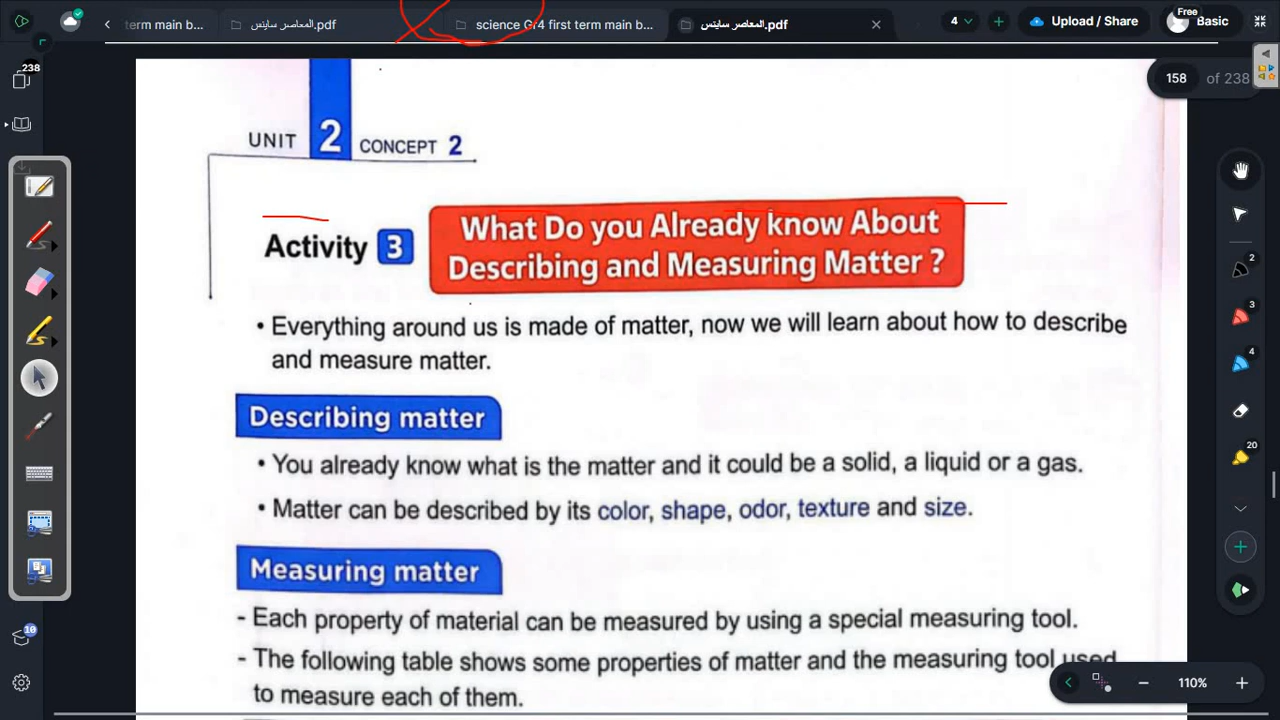 term main b...
المعاصر ساينس.pdf
science Gr4 first term main b...
المعاصر ساينس.pdf
4
Upload / Share
Free
Basic
238
158 of 238
UNIT 2 CONCEPT 2
Activity 3
What Do you Already know About
Describing and Measuring Matter ?
• Everything around us is made of matter, now we will learn about how to describe
and measure matter.
Describing matter
• You already know what is the matter and it could be a solid, a liquid or a gas.
• Matter can be described by its color, shape, odor, texture and size.
Measuring matter
- Each property of material can be measured by using a special measuring tool.
- The following table shows some properties of matter and the measuring tool used
to measure each of them.
2
3
4
20
10
110%